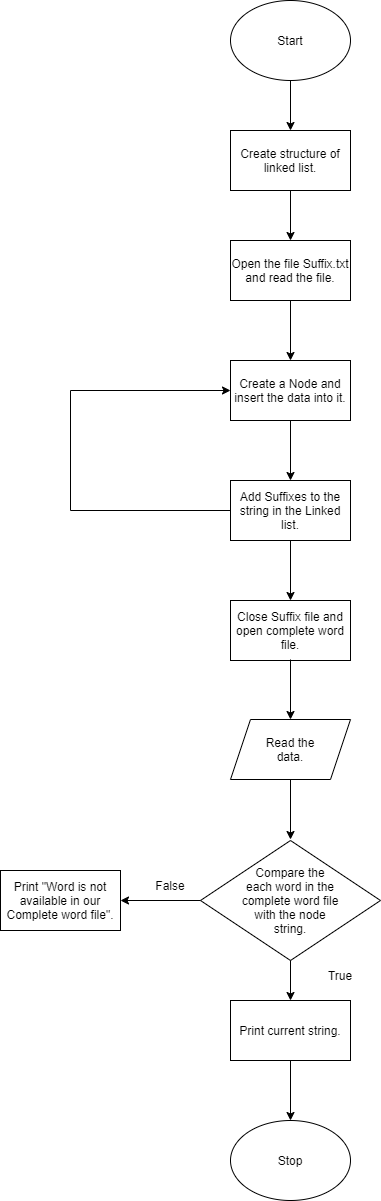 Start
Create structure of
linked list.
Open the file Suffix.txt
and read the file.
Create a Node and
insert the data into it.
Add Suffixes to the
string in the Linked
list.
Close Suffix file and
open complete word
file.
Read the
data.
Compare the
each word in the
complete word file
with the node
string.
False
Print "Word is not
available in our
Complete word file".
True
Print current string.
Stop